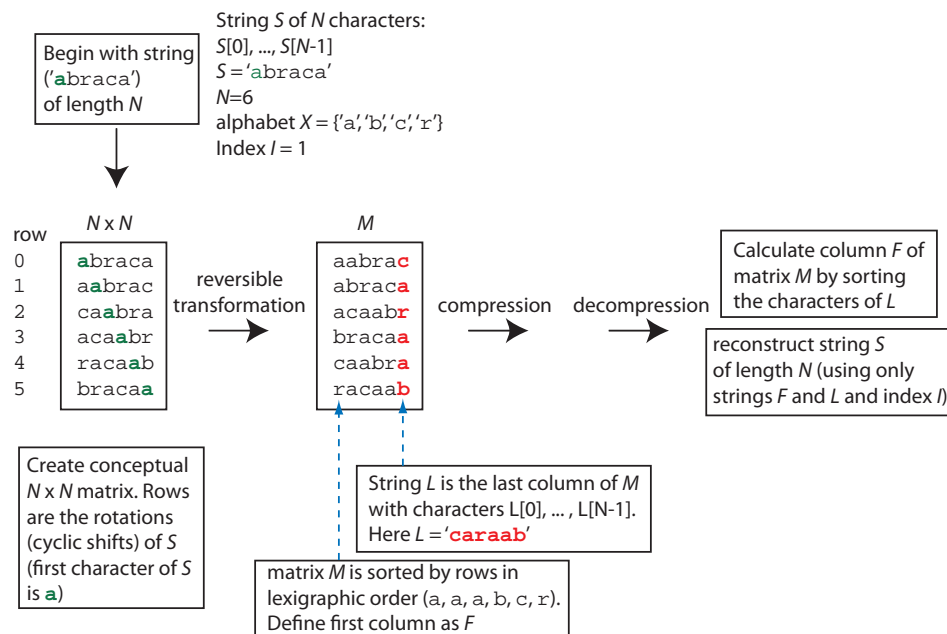 Begin with string
('abraca')
of length N
String S of N characters:
S[0], ..., S[N-1]
S = 'abraca'
N=6
alphabet X = {'a','b','c','r'}
Index I = 1
N x N
M
row
0 abraca aabrac
1 aabrac abraca
2 caabra acaabr
3 acaabr bracaa
4 racaab caabra
5 bracaa racaab
reversible
transformation
compression
decompression
Calculate column F of
matrix M by sorting
the characters of L
reconstruct string S
of length N (using only
strings F and L and index I)
Create conceptual
N x N matrix. Rows
are the rotations
(cyclic shifts) of S
(first character of S
is a)
String L is the last column of M
with characters L[0], ... , L[N-1].
Here L = 'caraab'
matrix M is sorted by rows in
lexigraphic order (a, a, a, b, c, r).
Define first column as F